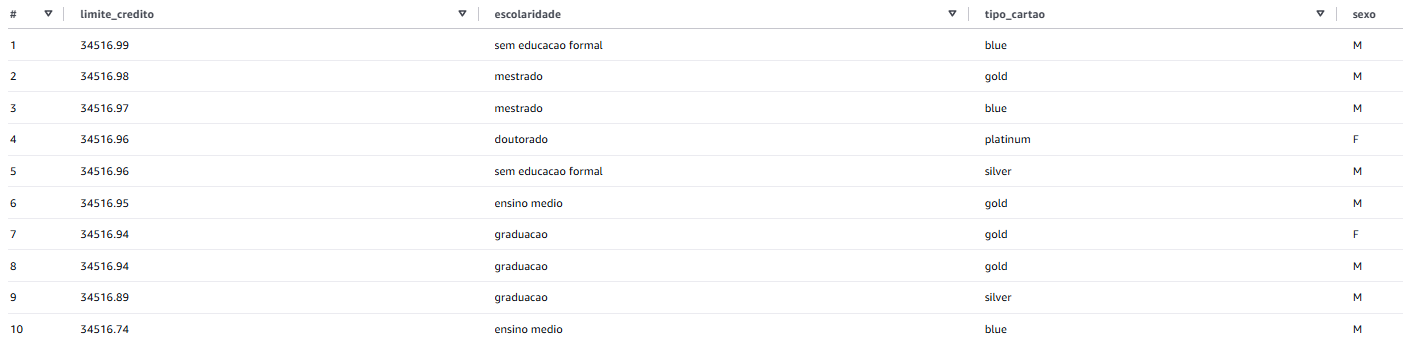 # limite_credito escolaridade tipo_cartao sexo
1 34516.99 sem educacao formal blue M
2 34516.98 mestrado gold M
3 34516.97 mestrado blue M
4 34516.96 doutorado platinum F
5 34516.96 sem educacao formal silver M
6 34516.95 ensino medio gold M
7 34516.94 graduacao gold F
8 34516.94 graduacao gold M
9 34516.89 graduacao silver M
10 34516.74 ensino medio blue M